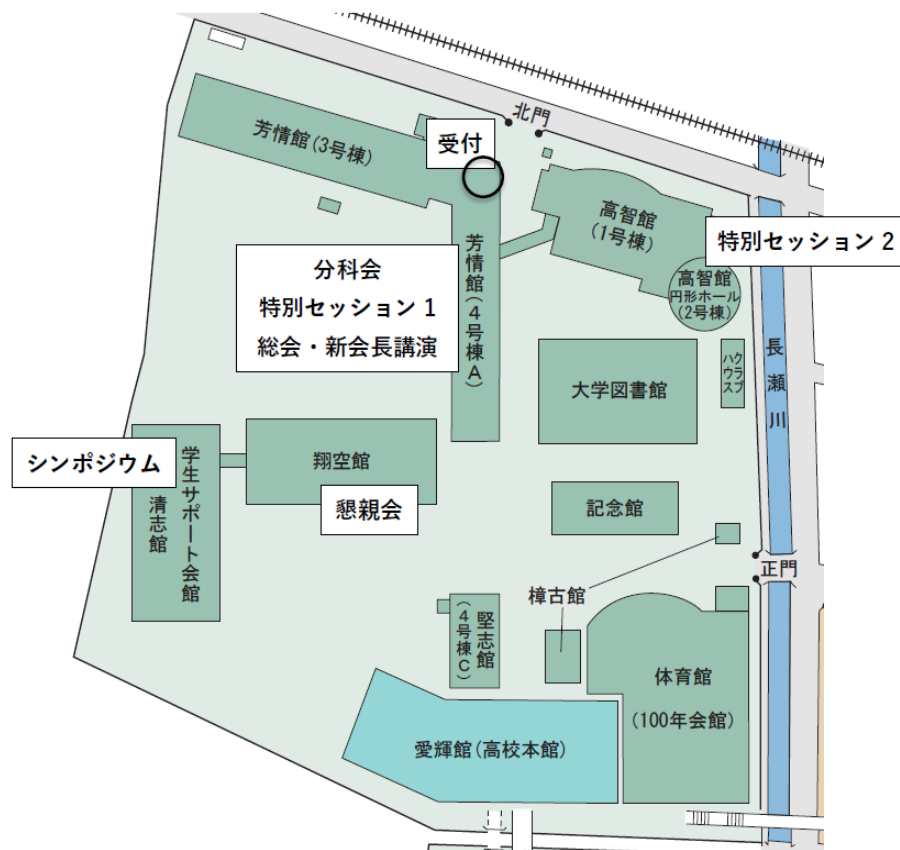 北門
芳情館(3号棟)
受付
高智館
(1号棟)
特別セッション2
分科会
特別セッション1
総会・新会長講演
芳情館(4号棟A)
高智館
円形ホール
(2号棟)
クラブ
ハウス
長瀬川
大学図書館
シンポジウム
学生サポート会館
清志館
翔空館
懇親会
記念館
正門
樟古館
堅志館
(4号棟C)
体育館
(100年会館)
愛輝館(高校本館)